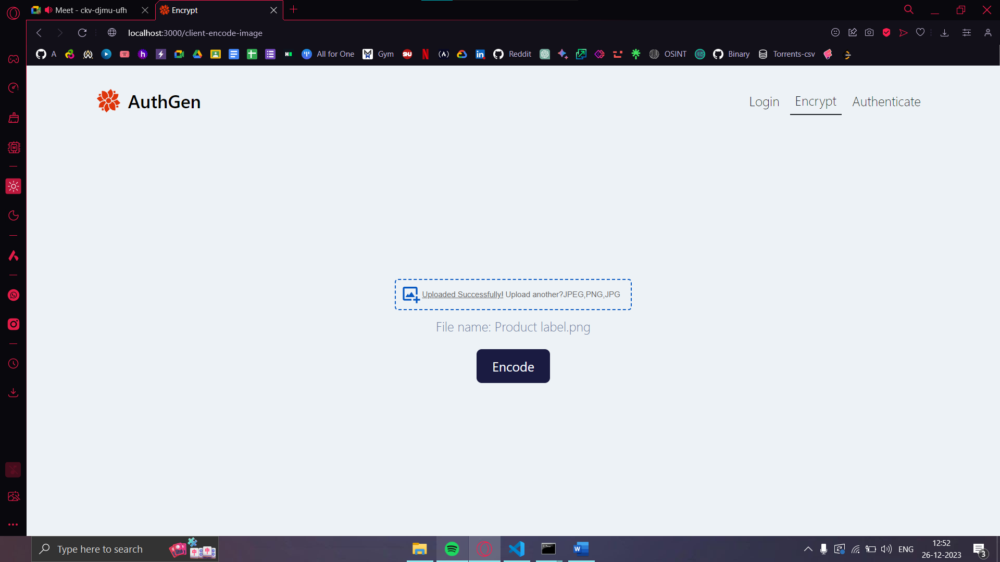 Meet - ckv-djmu-ufh
Encrypt
localhost:3000/client-encode-image
A
All for One
Gym
Reddit
OSINT
Binary
Torrents-csv
AuthGen
Login
Encrypt
Authenticate
Uploaded Successfully! Upload another?JPEG,PNG,JPG
File name: Product label.png
Encode
Type here to search
ENG
12:52
26-12-2023
3